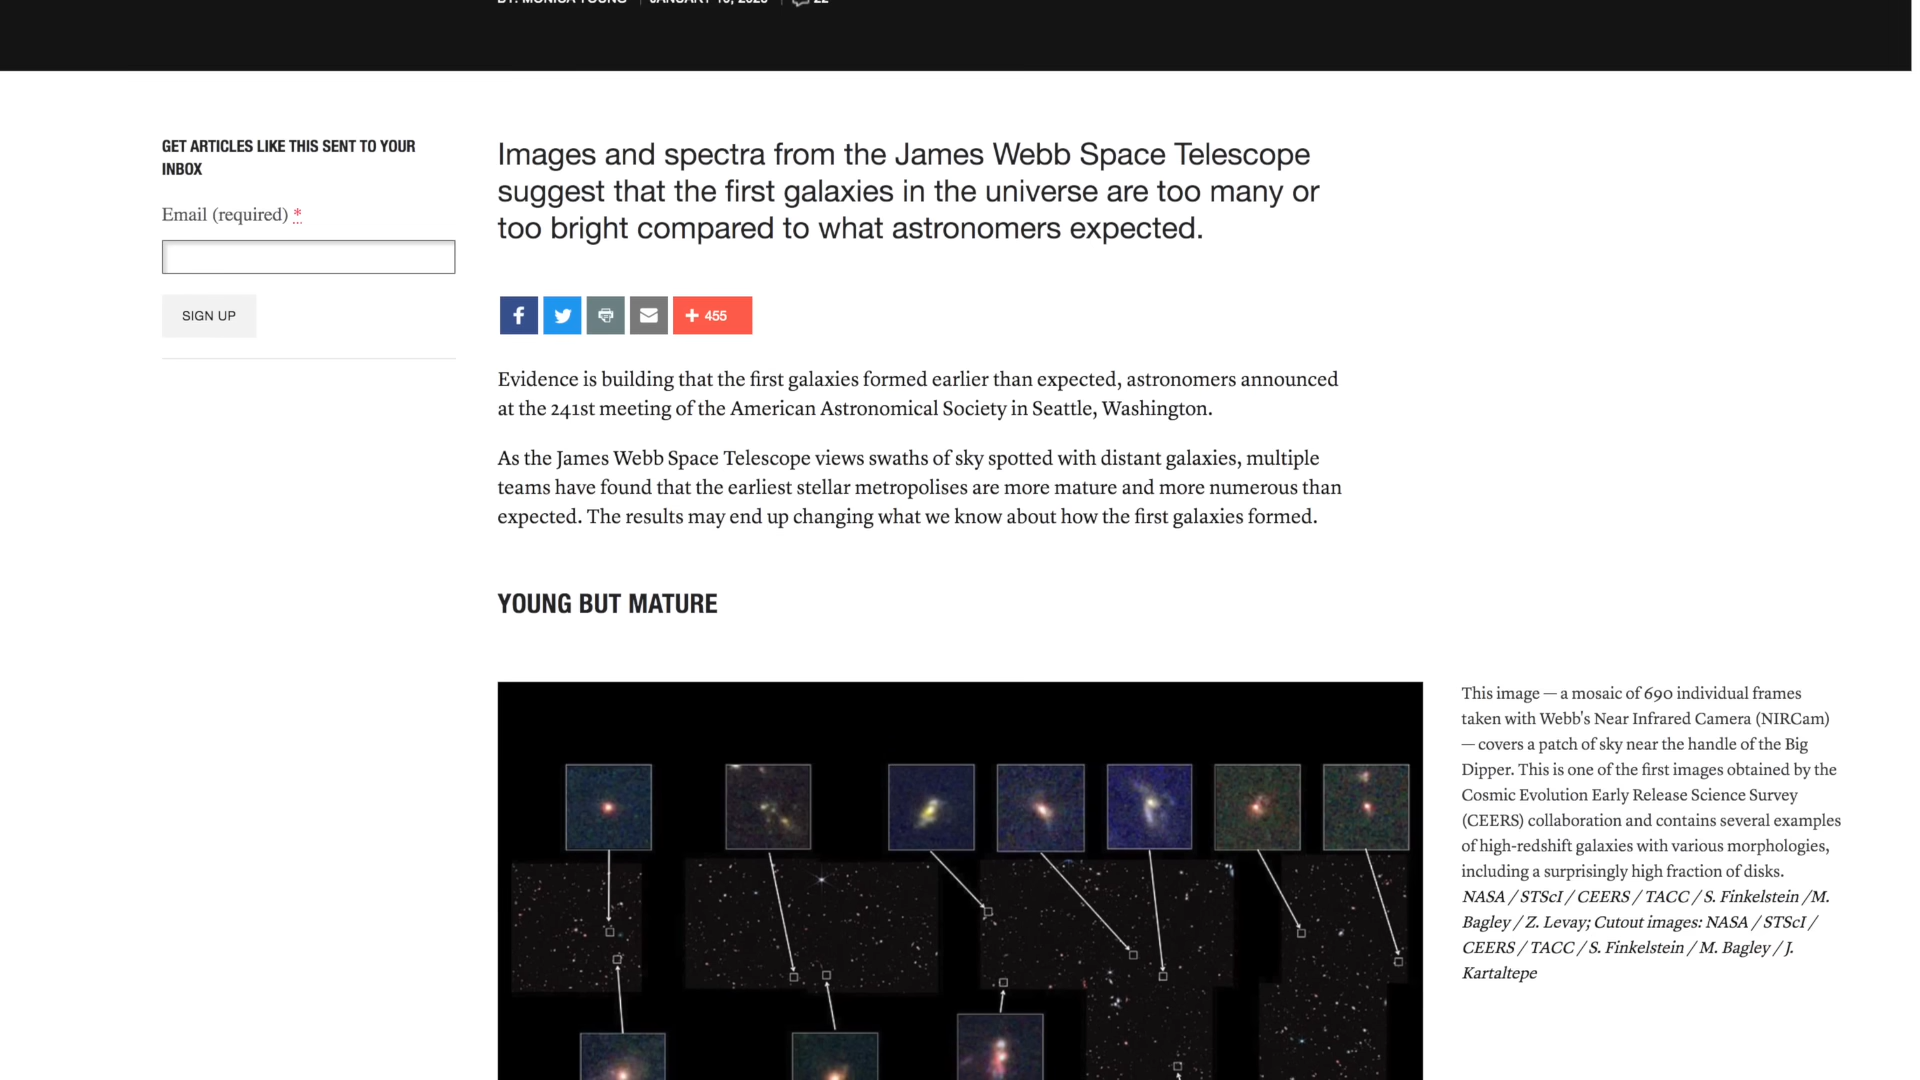 GET ARTICLES LIKE THIS SENT TO YOUR
INBOX
Email (required) *
SIGN UP
Images and spectra from the James Webb Space Telescope
suggest that the first galaxies in the universe are too many or
too bright compared to what astronomers expected.
455
Evidence is building that the first galaxies formed earlier than expected, astronomers announced
at the 241st meeting of the American Astronomical Society in Seattle, Washington.
As the James Webb Space Telescope views swaths of sky spotted with distant galaxies, multiple
teams have found that the earliest stellar metropolises are more mature and more numerous than
expected. The results may end up changing what we know about how the first galaxies formed.
YOUNG BUT MATURE
This image — a mosaic of 690 individual frames
taken with Webb's Near Infrared Camera (NIRCam)
— covers a patch of sky near the handle of the Big
Dipper. This is one of the first images obtained by the
Cosmic Evolution Early Release Science Survey
(CEERS) collaboration and contains several examples
of high-redshift galaxies with various morphologies,
including a surprisingly high fraction of disks.
NASA / STScI / CEERS / TACC / S. Finkelstein / M.
Bagley / Z. Levay; Cutout images: NASA / STScI /
CEERS / TACC / S. Finkelstein / M. Bagley / J.
Kartaltepe